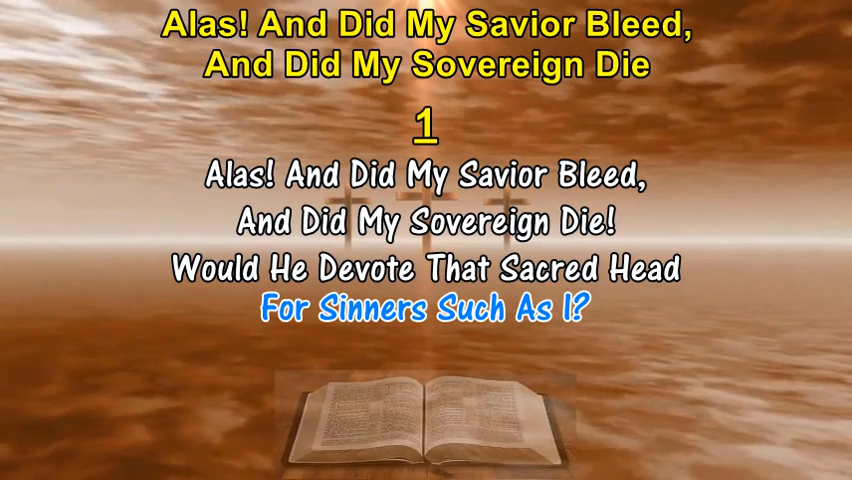 Alas! And Did My Savior Bleed,
And Did My Sovereign Die
1
Alas! And Did My Savior Bleed,
And Did My Sovereign Die!
Would He Devote That Sacred Head
For Sinners Such As I?